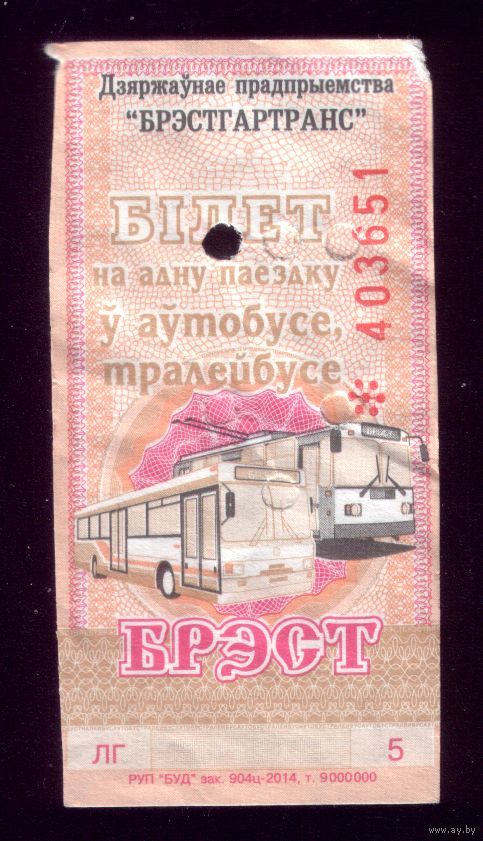 Дзяржаўнае прадпрыемства
“БРЭСТГАРТРАНС”
БІЛЕТ
на адну паездку
ў аўтобусе,
тралейбусе
403651
БРЭСТ
ЛГ 5
РУП "БУД" зак. 904ц-2014, т. 9000000
www.ay.by